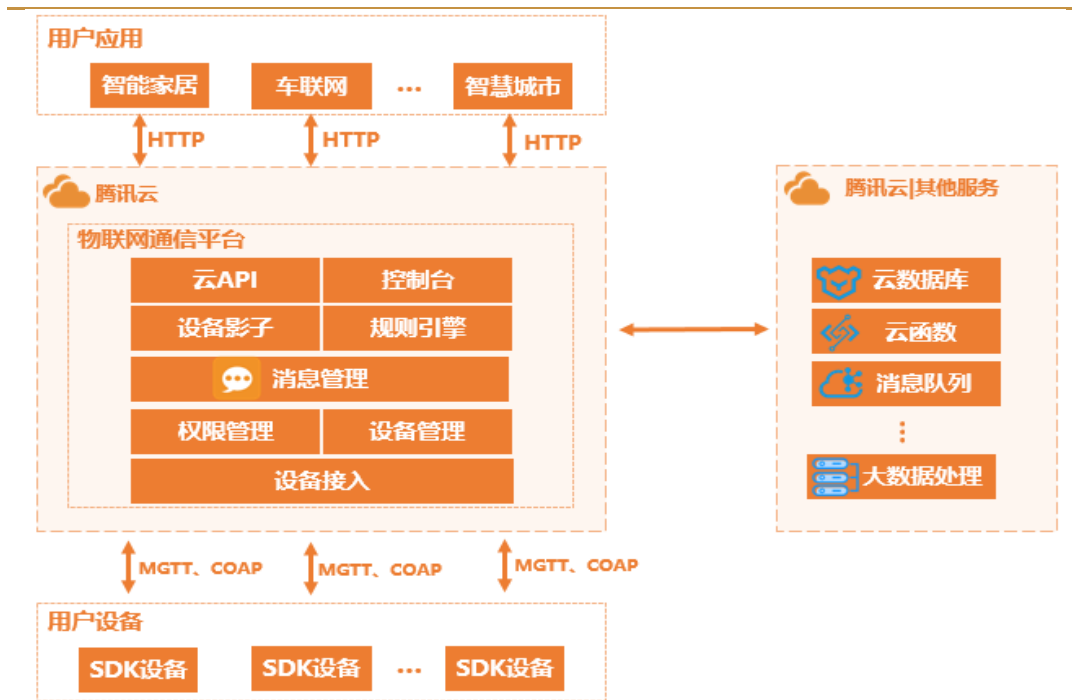 用户应用
智能家居
车联网
...
智慧城市
HTTP
HTTP
HTTP
腾讯云
物联网通信平台
云API
控制台
设备影子
规则引擎
消息管理
权限管理
设备管理
设备接入
腾讯云|其他服务
云数据库
云函数
消息队列
⋮
大数据处理
MGTT、COAP
MGTT、COAP
MGTT、COAP
用户设备
SDK设备
SDK设备
...
SDK设备